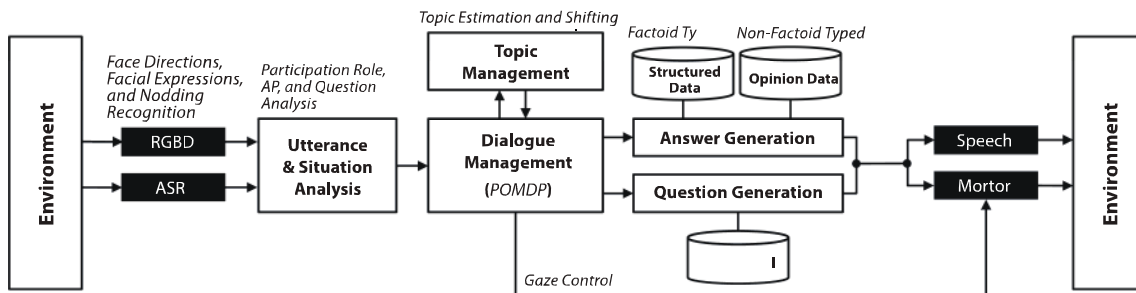 Environment
Face Directions,
Facial Expressions,
and Nodding
Recognition
RGBD
ASR
Participation Role,
AP, and Question
Analysis
Utterance
& Situation
Analysis
Topic Estimation and Shifting
Topic
Management
Dialogue
Management
(POMDP)
Gaze Control
Factoid Ty
Structured
Data
Non-Factoid Typed
Opinion Data
Answer Generation
Question Generation
I
Speech
Mortor
Environment